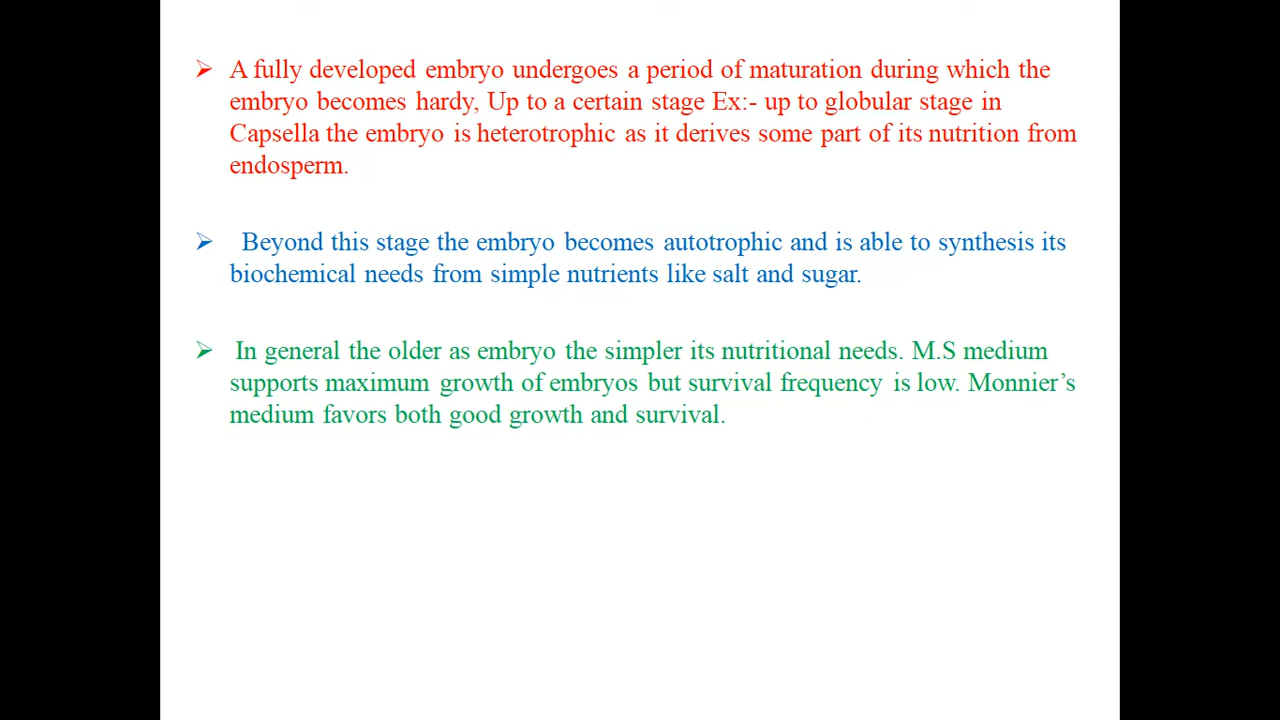 ➢ A fully developed embryo undergoes a period of maturation during which the
embryo becomes hardy, Up to a certain stage Ex:- up to globular stage in
Capsella the embryo is heterotrophic as it derives some part of its nutrition from
endosperm.
➢ Beyond this stage the embryo becomes autotrophic and is able to synthesis its
biochemical needs from simple nutrients like salt and sugar.
➢ In general the older as embryo the simpler its nutritional needs. M.S medium
supports maximum growth of embryos but survival frequency is low. Monnier’s
medium favors both good growth and survival.